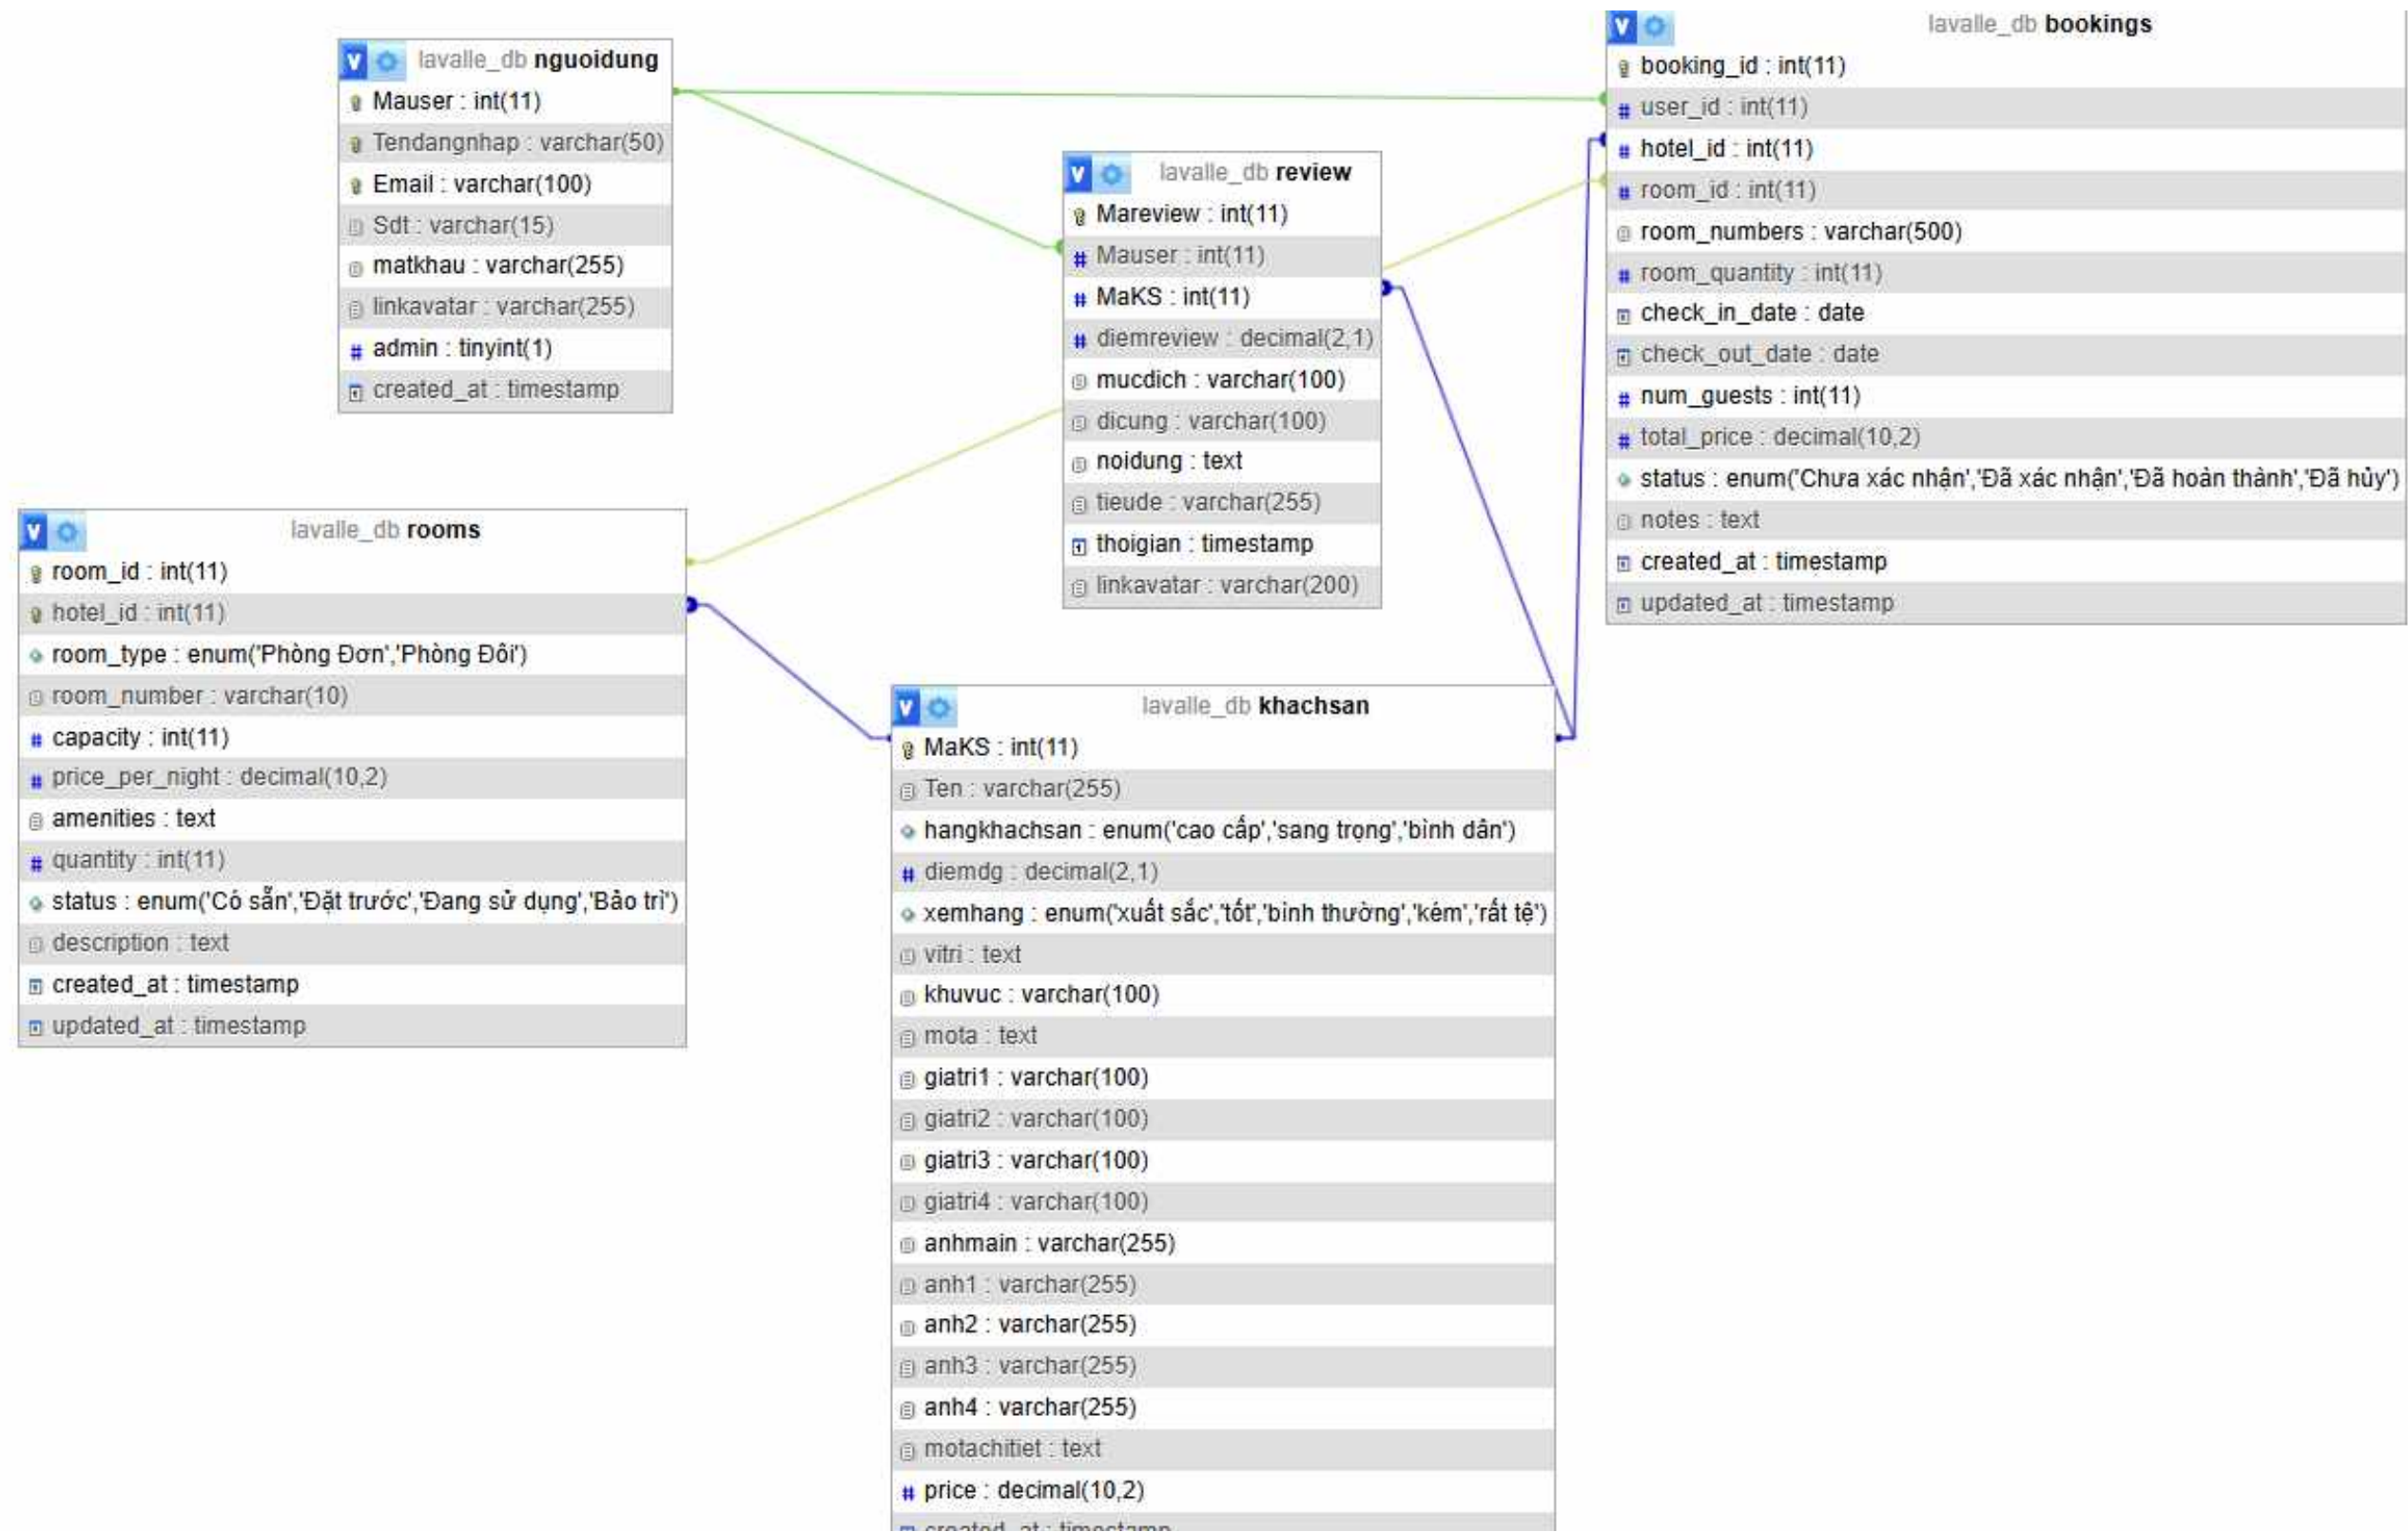 lavalle_db nguoidung
Mauser : int(11)
Tendangnhap : varchar(50)
Email : varchar(100)
Sdt : varchar(15)
matkhau : varchar(255)
linkavatar : varchar(255)
admin : tinyint(1)
created_at : timestamp
lavalle_db review
Mareview : int(11)
Mauser : int(11)
MaKS : int(11)
diemreview : decimal(2,1)
mucdich : varchar(100)
dicung : varchar(100)
noidung : text
tieude : varchar(255)
thoigian : timestamp
linkavatar : varchar(200)
lavalle_db bookings
booking_id : int(11)
user_id : int(11)
hotel_id : int(11)
room_id : int(11)
room_numbers : varchar(500)
room_quantity : int(11)
check_in_date : date
check_out_date : date
num_guests : int(11)
total_price : decimal(10,2)
status : enum('Chưa xác nhận','Đã xác nhận','Đã hoàn thành','Đã hủy')
notes : text
created_at : timestamp
updated_at : timestamp
lavalle_db rooms
room_id : int(11)
hotel_id : int(11)
room_type : enum('Phòng Đơn','Phòng Đôi')
room_number : varchar(10)
capacity : int(11)
price_per_night : decimal(10,2)
amenities : text
quantity : int(11)
status : enum('Có sẵn','Đặt trước','Đang sử dụng','Bảo trì')
description : text
created_at : timestamp
updated_at : timestamp
lavalle_db khachsan
MaKS : int(11)
Ten : varchar(255)
hangkhachsan : enum('cao cấp','sang trọng','bình dân')
diemdg : decimal(2,1)
xemhang : enum('xuất sắc','tốt','bình thường','kém','rất tệ')
vitri : text
khuvuc : varchar(100)
mota : text
giatri1 : varchar(100)
giatri2 : varchar(100)
giatri3 : varchar(100)
giatri4 : varchar(100)
anhmain : varchar(255)
anh1 : varchar(255)
anh2 : varchar(255)
anh3 : varchar(255)
anh4 : varchar(255)
motachitiet : text
price : decimal(10,2)
created_at : timestamp